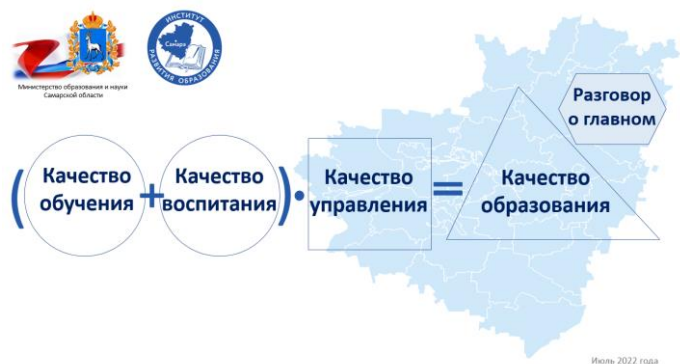 Министерство образования и науки
Самарской области
ИНСТИТУТ
Самара
РАЗВИТИЯ ОБРАЗОВАНИЯ
Разговор
о главном
( Качество обучения + Качество воспитания ) · Качество управления = Качество образования
Июль 2022 года